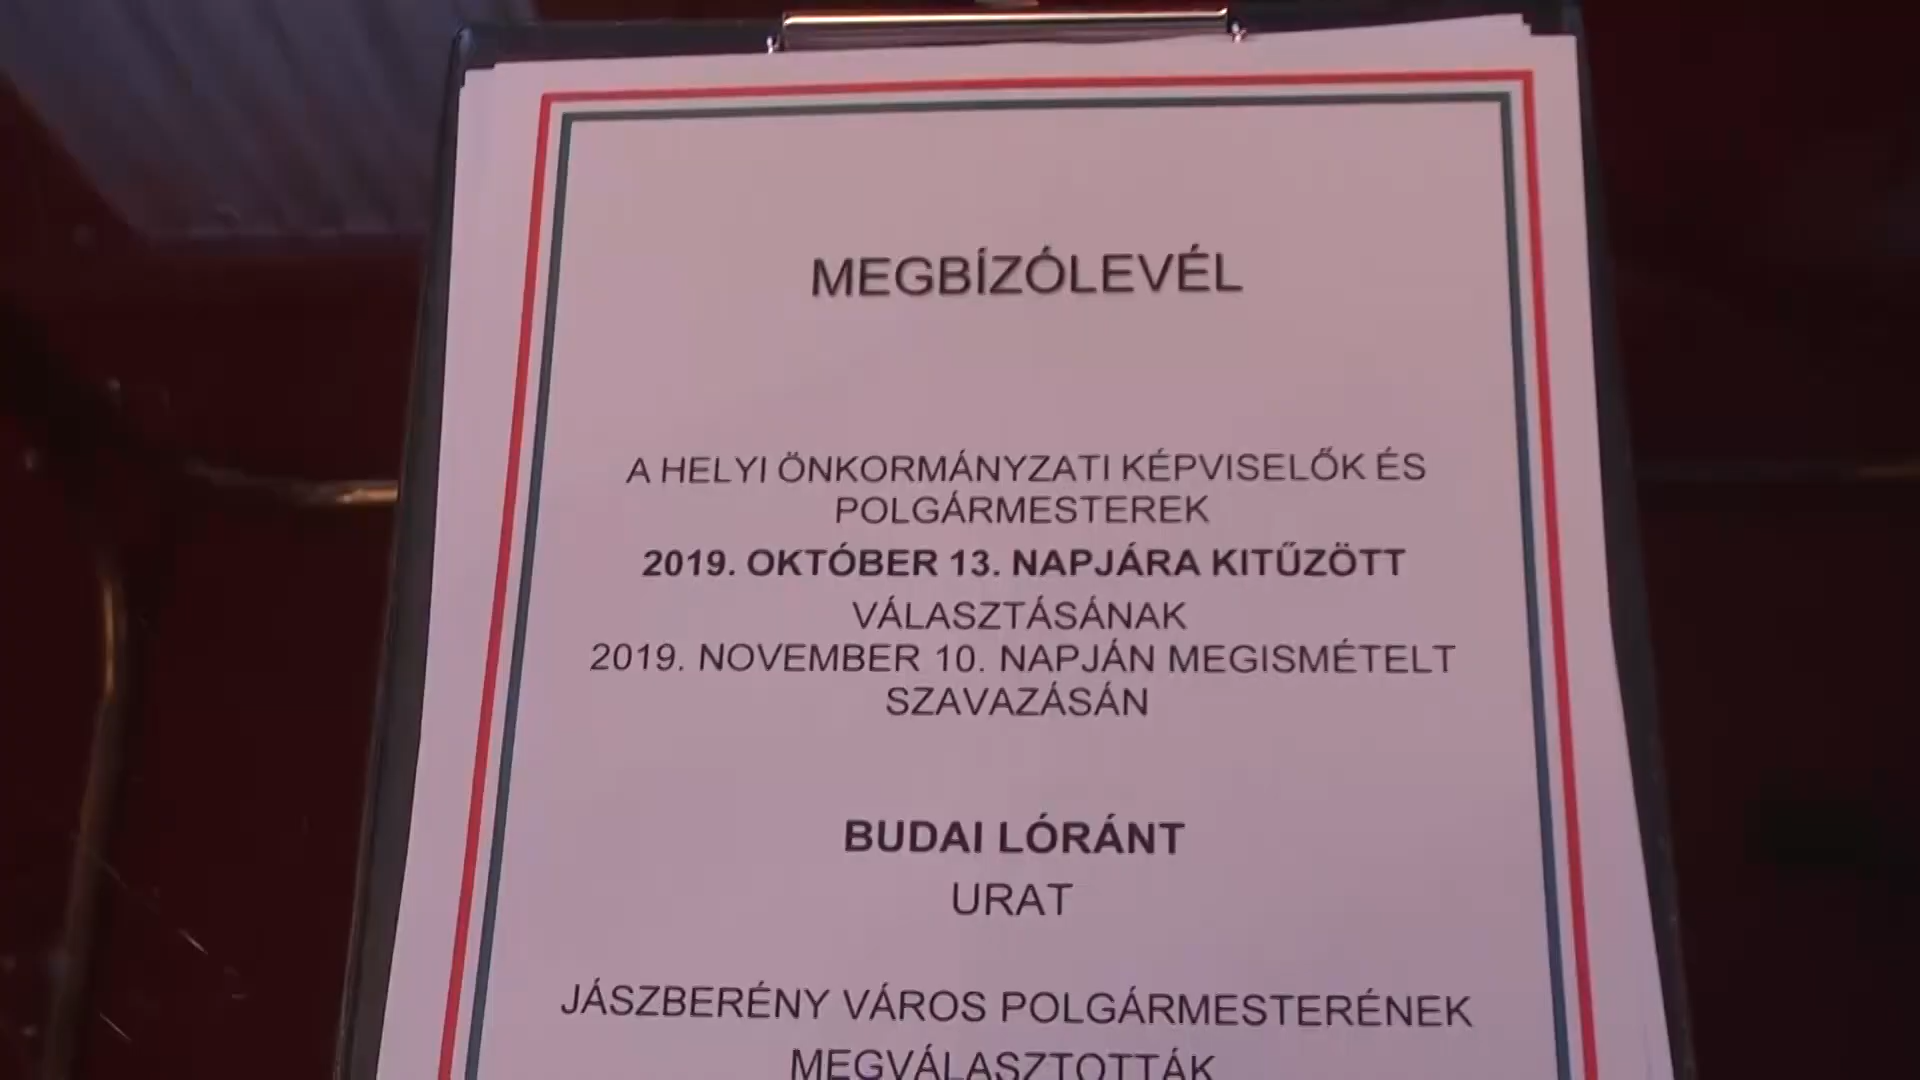 MEGBÍZÓLEVÉL
A HELYI ÖNKORMÁNYZATI KÉPVISELŐK ÉS
POLGÁRMESTEREK
2019. OKTÓBER 13. NAPJÁRA KITŰZÖTT
VÁLASZTÁSÁNAK
2019. NOVEMBER 10. NAPJÁN MEGISMÉTELT
SZAVAZÁSÁN
BUDAI LÓRÁNT
URAT
JÁSZBERÉNY VÁROS POLGÁRMESTERÉNEK
MEGVÁLASZTOTTÁK